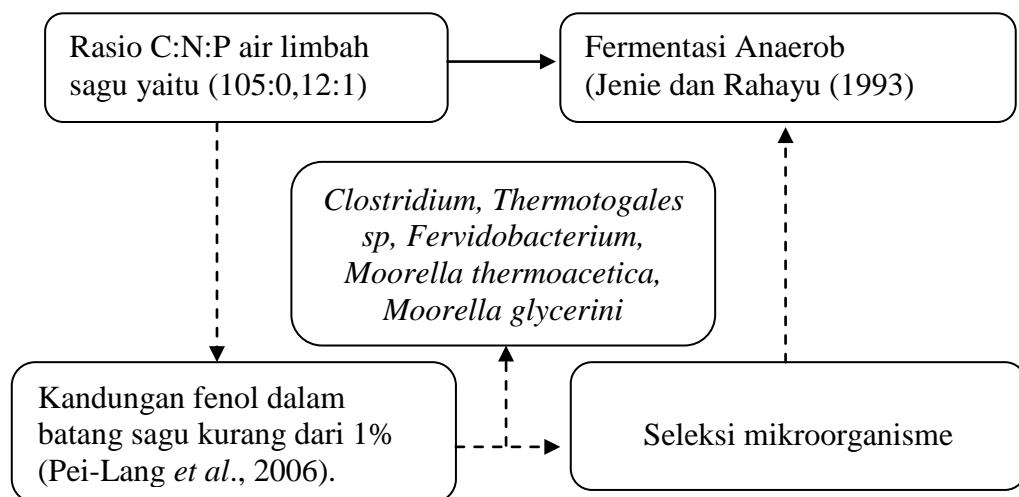 Rasio C:N:P air limbah
sagu yaitu (105:0,12:1)
Fermentasi Anaerob
(Jenie dan Rahayu (1993)
Clostridium, Thermotogales
sp, Fervidobacterium,
Moorella thermoacetica,
Moorella glycerini
Kandungan fenol dalam
batang sagu kurang dari 1%
(Pei-Lang et al., 2006).
Seleksi mikroorganisme